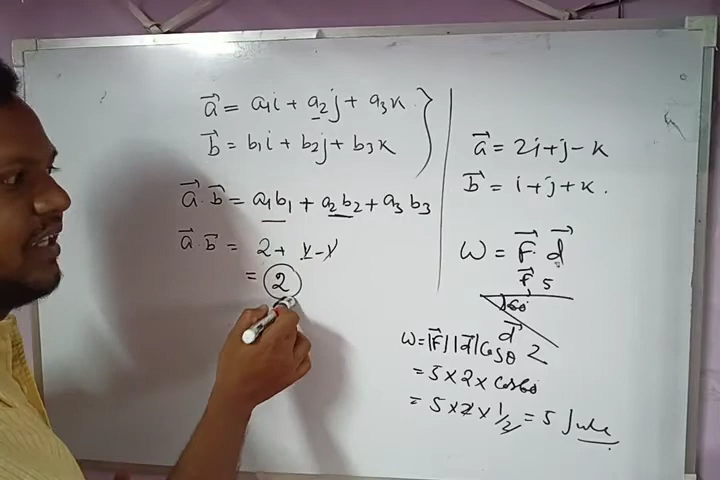 a⃗ = a₁i + a₂j + a₃k
b⃗ = b₁i + b₂j + b₃k
a⃗ . b⃗ = a₁b₁ + a₂b₂ + a₃b₃
a⃗ . b⃗ = 2 + 1 - 1
= 2
a⃗ = 2i + j - k
b⃗ = i + j + k .
W = F⃗ . d⃗
F⃗, 5
60
d⃗ 2
W = |F⃗| |d⃗| cosθ
= 5 × 2 × cos60
= 5 × 2 × 1/2 = 5 Jule